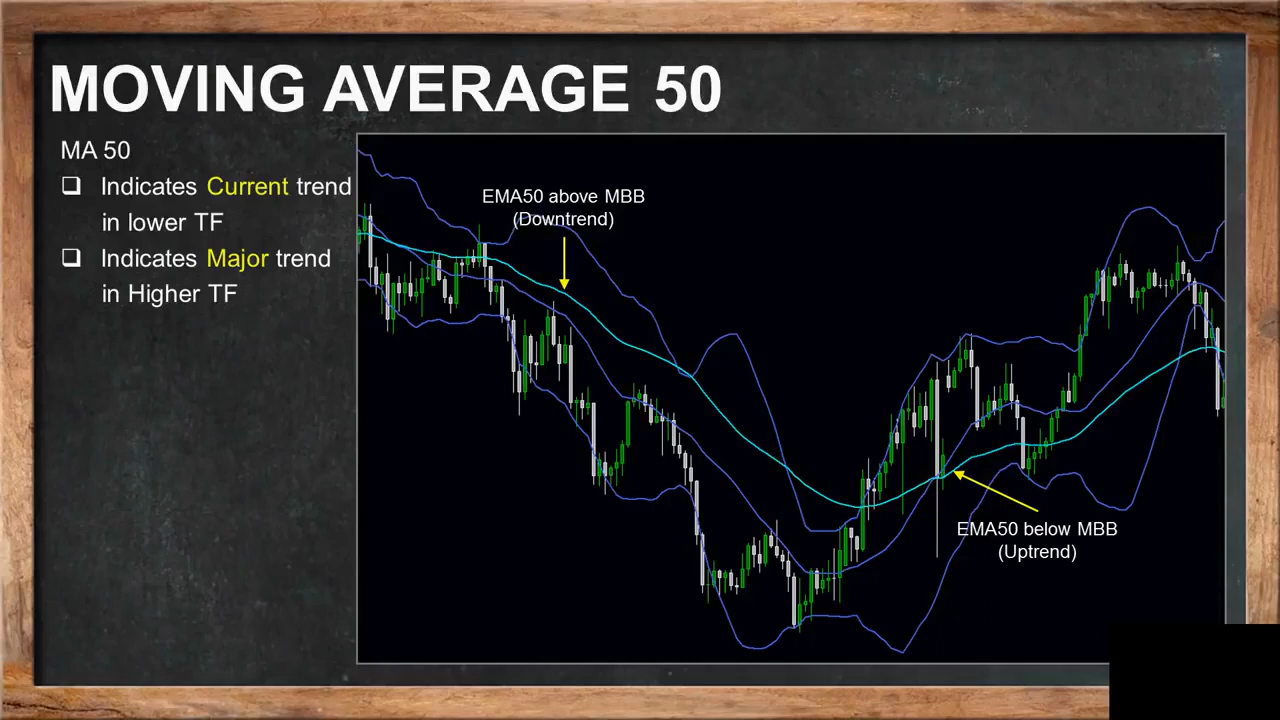 MOVING AVERAGE 50
MA 50
❑ Indicates Current trend
in lower TF
❑ Indicates Major trend
in Higher TF
EMA50 above MBB
(Downtrend)
EMA50 below MBB
(Uptrend)